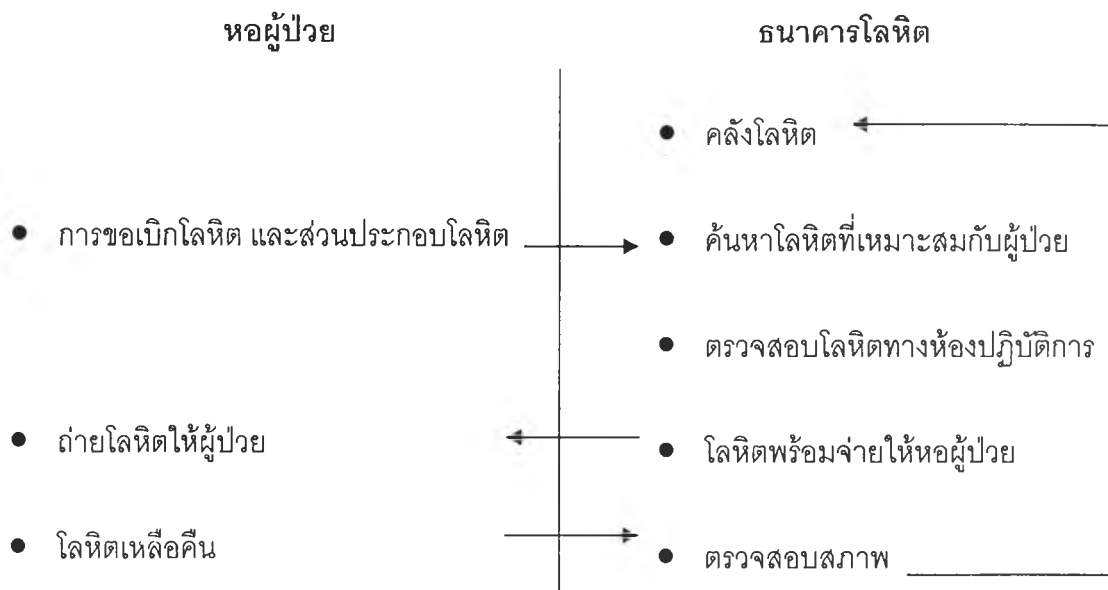 หอผู้ป่วย
ธนาคารโลหิต
คลังโลหิต
การขอเบิกโลหิต และส่วนประกอบโลหิต
ค้นหาโลหิตที่เหมาะสมกับผู้ป่วย
ตรวจสอบโลหิตทางห้องปฏิบัติการ
ถ่ายโลหิตให้ผู้ป่วย
โลหิตพร้อมจ่ายให้หอผู้ป่วย
โลหิตเหลือคืน
ตรวจสอบสภาพ